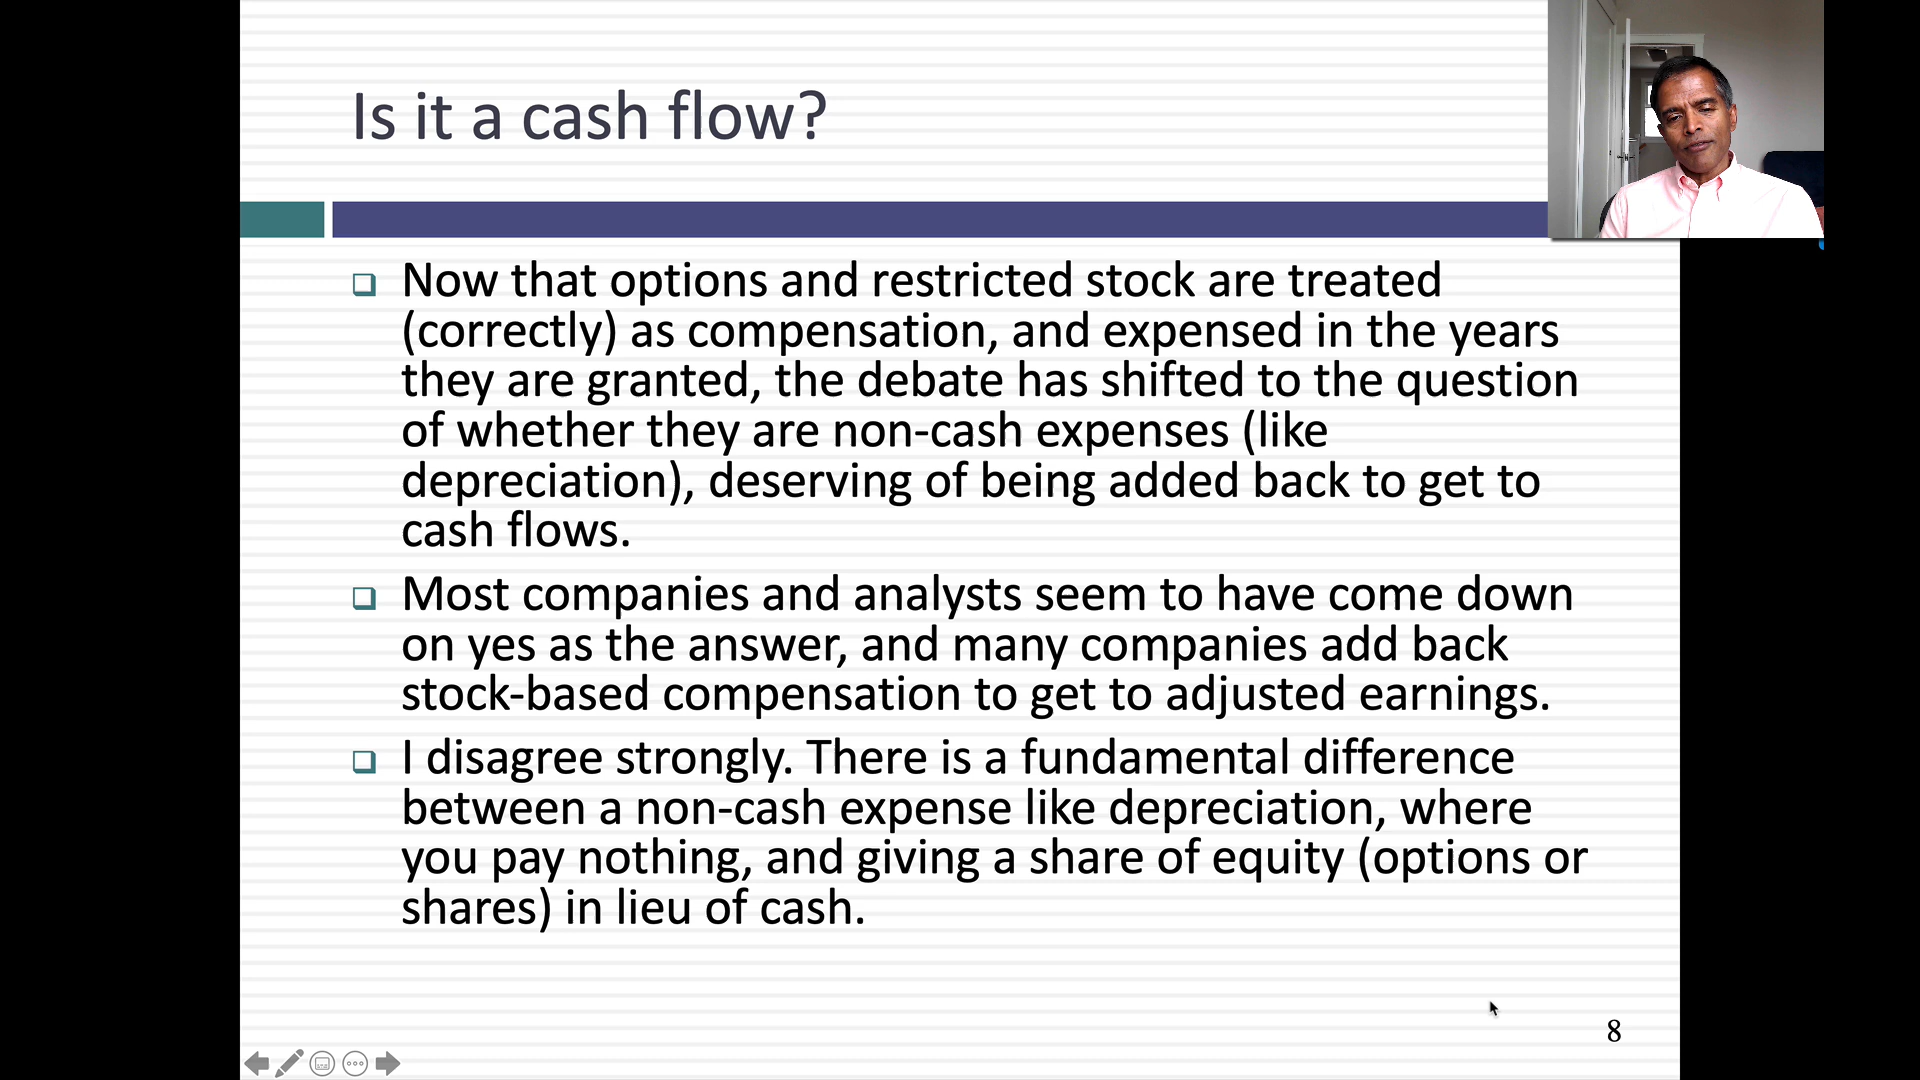 Is it a cash flow?
Now that options and restricted stock are treated
(correctly) as compensation, and expensed in the years
they are granted, the debate has shifted to the question
of whether they are non-cash expenses (like
depreciation), deserving of being added back to get to
cash flows.
Most companies and analysts seem to have come down
on yes as the answer, and many companies add back
stock-based compensation to get to adjusted earnings.
I disagree strongly. There is a fundamental difference
between a non-cash expense like depreciation, where
you pay nothing, and giving a share of equity (options or
shares) in lieu of cash.
8